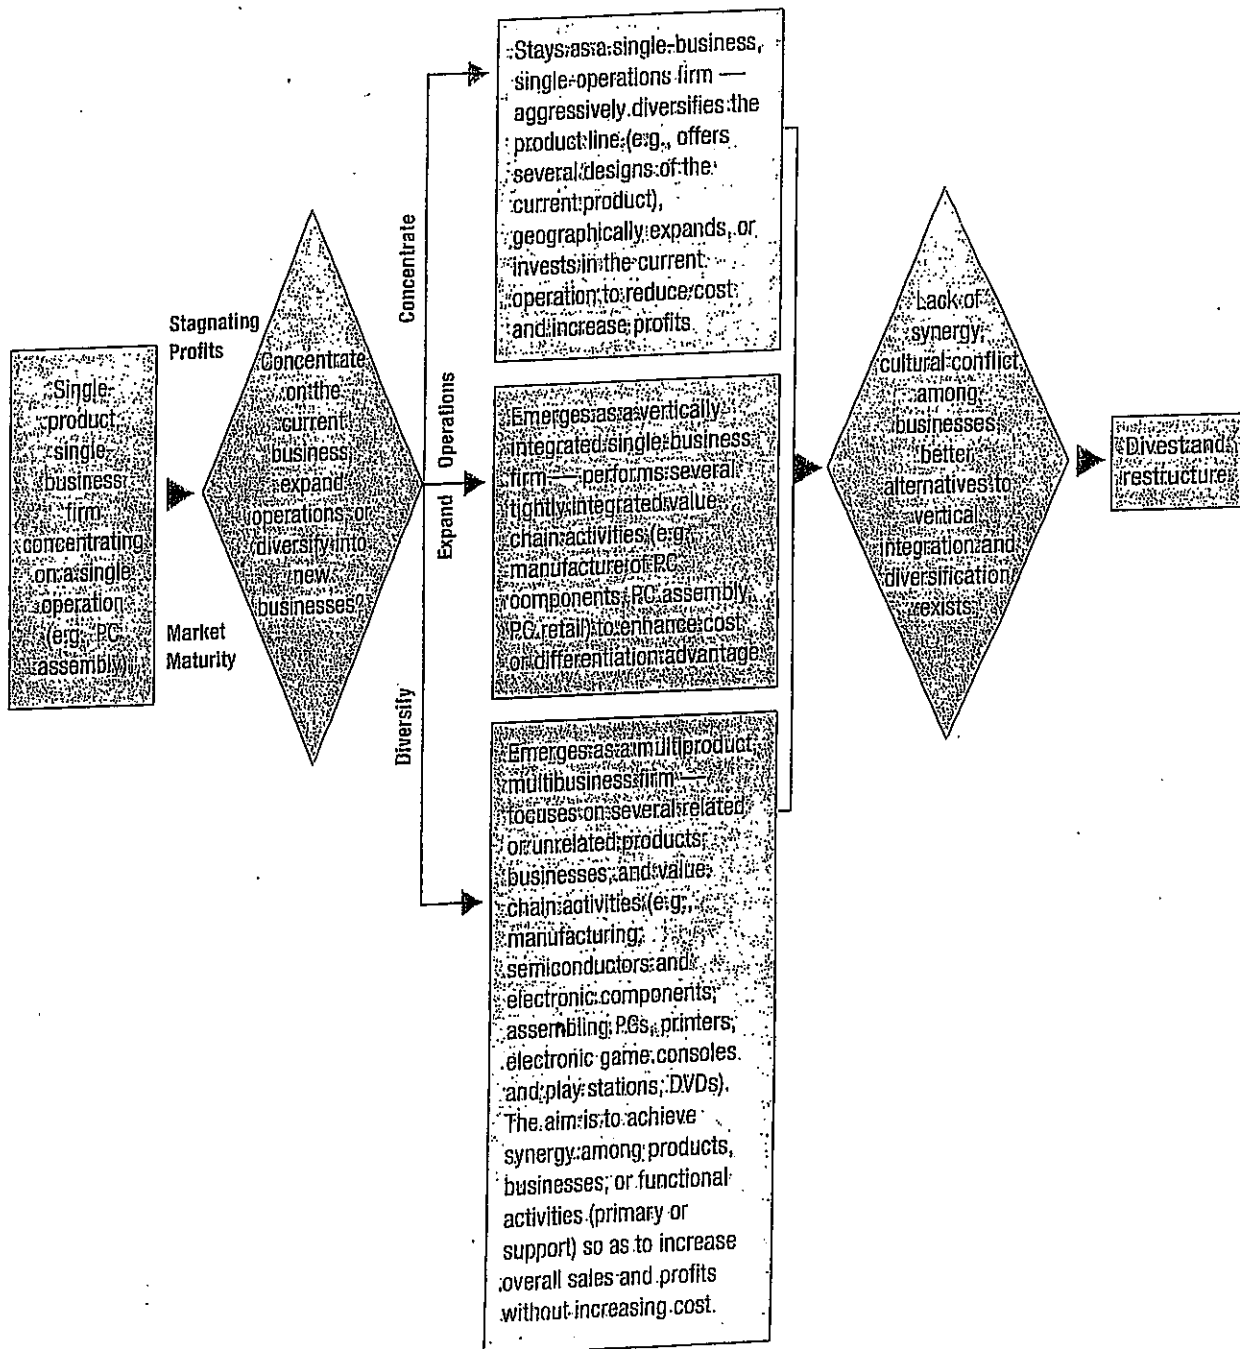 Single-
product
single-
business
firm
concentrating
on a single
operation
(e.g., PC
assembly)
Stagnating
Profits
Market
Maturity
Concentrate
on the
current
business,
expand
operations, or
diversify into
new
businesses?
Concentrate
Expand Operations
Diversify
Stays as a single-business,
single-operations firm —
aggressively diversifies the
product line (e.g., offers
several designs of the
current product),
geographically expands, or
invests in the current
operation to reduce cost
and increase profits.
Emerges as a vertically
integrated single-business
firm — performs several
tightly integrated value
chain activities (e.g.,
manufacture of PC
components, PC assembly,
PC retail) to enhance cost
or differentiation advantage
Emerges as a multiproduct,
multibusiness firm —
focuses on several related
or unrelated products,
businesses, and value-
chain activities (e.g.,
manufacturing,
semiconductors and
electronic components,
assembling PCs, printers,
electronic game consoles
and play stations, DVDs).
The aim is to achieve
synergy among products,
businesses, or functional
activities (primary or
support) so as to increase
overall sales and profits
without increasing cost.
Lack of
synergy,
cultural conflict
among
businesses,
better
alternatives to
vertical
integration and
diversification
exists
Divest and
restructure